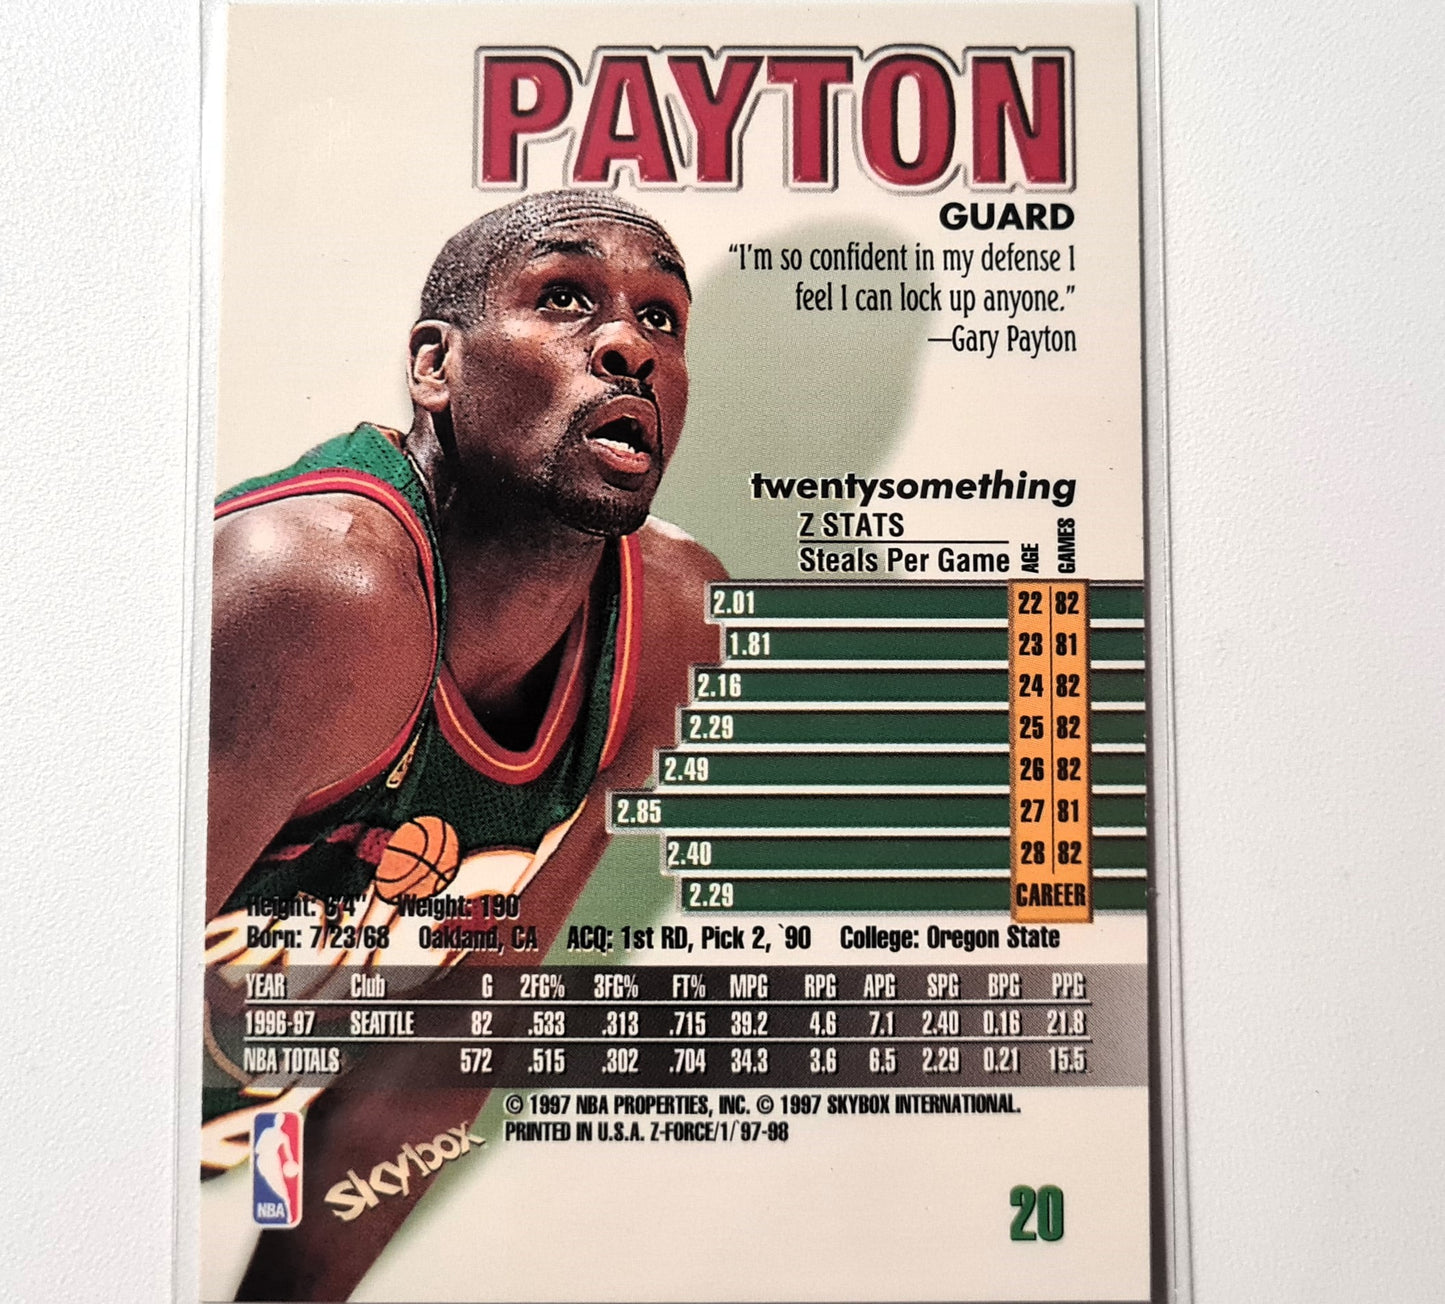 PAYTON
GUARD
“I'm so confident in my defense I
feel I can lock up anyone.”
—Gary Payton
twentysomething
Z STATS
Steals Per Game AGE GAMES
2.01 22 82
1.81 23 81
2.16 24 82
2.29 25 82
2.49 26 82
2.85 27 81
2.40 28 82
2.29 CAREER
Height: 6'4" Weight: 190
Born: 7/23/68 Oakland, CA ACQ: 1st RD, Pick 2, `90 College: Oregon State
YEAR Club G 2FG% 3FG% FT% MPG RPG APG SPG BPG PPG
1996-97 SEATTLE 82 .533 .313 .715 39.2 4.6 7.1 2.40 0.16 21.8
NBA TOTALS 572 .515 .302 .704 34.3 3.6 6.5 2.29 0.21 15.5
© 1997 NBA PROPERTIES, INC. © 1997 SKYBOX INTERNATIONAL.
PRINTED IN U.S.A. Z-FORCE/1/`97-98
NBA
skybox
20